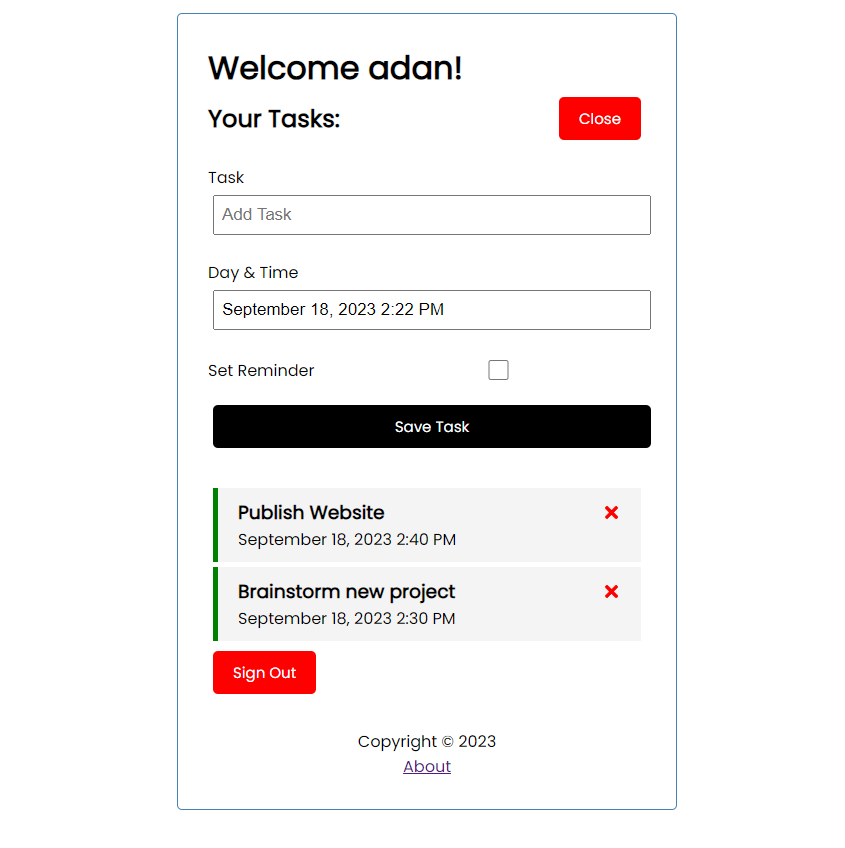 Welcome adan!
Your Tasks:
Close
Task
Add Task
Day & Time
September 18, 2023 2:22 PM
Set Reminder
Save Task
Publish Website
September 18, 2023 2:40 PM
Brainstorm new project
September 18, 2023 2:30 PM
Sign Out
Copyright © 2023
About